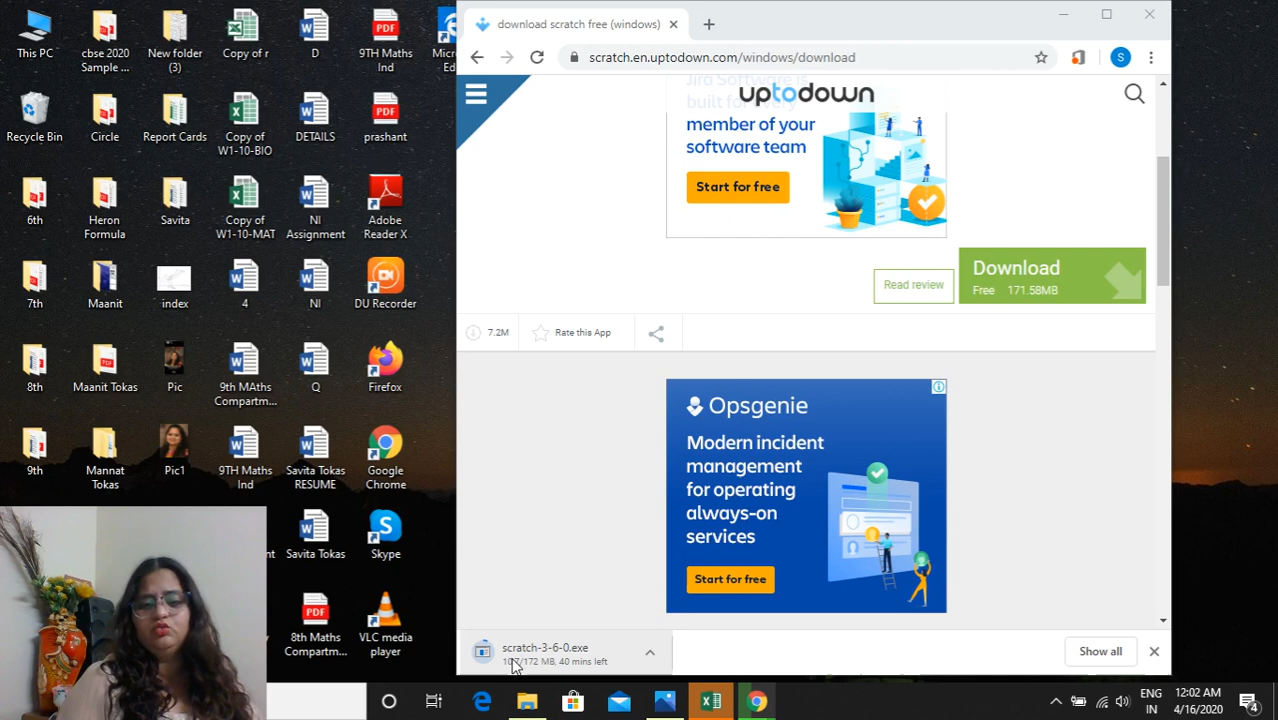 This PC
cbse 2020
Sample ...
New folder
(3)
Copy of r
D
9TH Maths
Ind
Recycle Bin
Circle
Report Cards
Copy of
W1-10-BIO
DETAILS
prashant
6th
Heron
Formula
Savita
Copy of
W1-10-MAT
NI
Assignment
Adobe
Reader X
7th
Maanit
index
4
NI
DU Recorder
8th
Maanit Tokas
Pic
9th MAths
Compartm...
Q
Firefox
9th
Mannat
Tokas
Pic1
9TH Maths
Ind
Savita Tokas
RESUME
Google
Chrome
Savita Tokas
Skype
8th Maths
Compartm...
VLC media
player
download scratch free (windows)
scratch.en.uptodown.com/windows/download
S
uptodown
Jira Software is
member of your
software team
Start for free
Read review
Download
Free 171.58MB
7.2M
Rate this App
Opsgenie
Modern incident
management
for operating
always-on
services
Start for free
scratch-3-6-0.exe
/172 MB, 40 mins left
Show all
ENG
IN
12:02 AM
4/16/2020
4